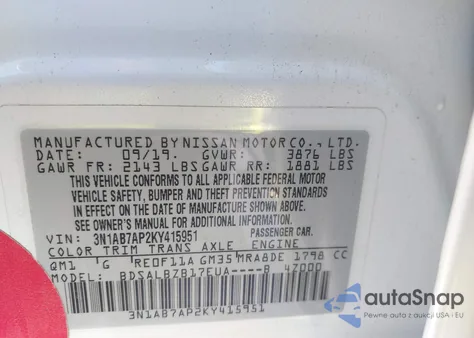 MANUFACTURED BY NISSAN MOTOR CO., LTD.
DATE: 09/19. GVWR: 3876 LBS
GAWR FR: 2143 LBS GAWR RR: 1881 LBS
THIS VEHICLE CONFORMS TO ALL APPLICABLE FEDERAL MOTOR
VEHICLE SAFETY, BUMPER AND THEFT PREVENTION STANDARDS
IN EFFECT ON THE DATE OF MANUFACTURE SHOWN ABOVE.
SEE OWNER'S MANUAL FOR ADDITIONAL INFORMATION.
VIN: 3N1AB7AP2KY415951 PASSENGER CAR
COLOR TRIM TRANS AXLE ENGINE
QM1 G RE0F11A GM35 MRA8DE 1798 CC
MODEL: BDSALBZB17EUA----B 47000
3N1AB7AP2KY415951
autoSnap
Pewne auta z aukcji USA i EU